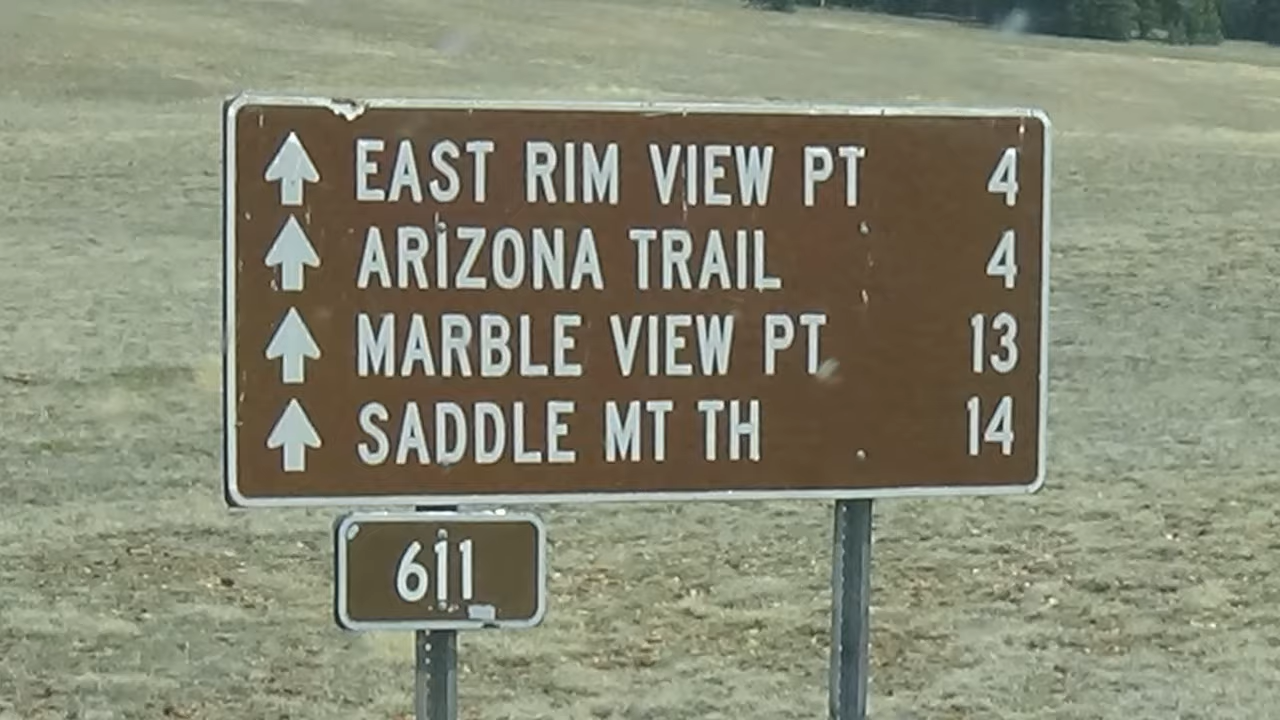 EAST RIM VIEW PT 4
ARIZONA TRAIL 4
MARBLE VIEW PT 13
SADDLE MT TH 14
611